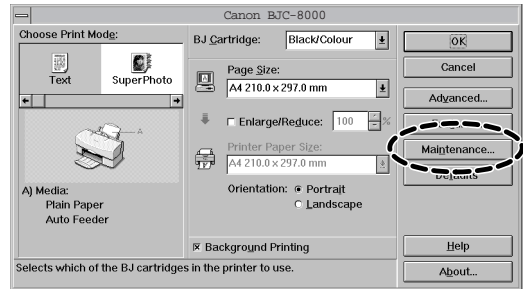 Canon BJC-8000
Choose Print Mode:
Text
SuperPhoto
A
A) Media:
Plain Paper
Auto Feeder
BJ Cartridge: Black/Colour
Page Size:
A4 210.0 x 297.0 mm
Enlarge/Reduce: 100 %
Printer Paper Size:
A4 210.0 x 297.0 mm
Orientation: Portrait
Landscape
Background Printing
OK
Cancel
Advanced...
Maintenance...
Defaults
Help
About...
Selects which of the BJ cartridges in the printer to use.